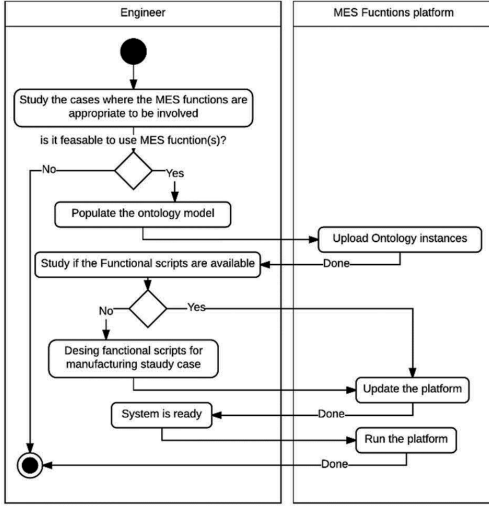 Engineer
MES Fucntions platform
Study the cases where the MES functions are
appropriate to be involved
is it feasable to use MES fucntion(s)?
No
Yes
Populate the ontology model
Upload Ontology instances
Study if the Functional scripts are available
Done
No
Yes
Desing fanctional scripts for
manufacturing staudy case
Update the platform
System is ready
Done
Run the platform
Done